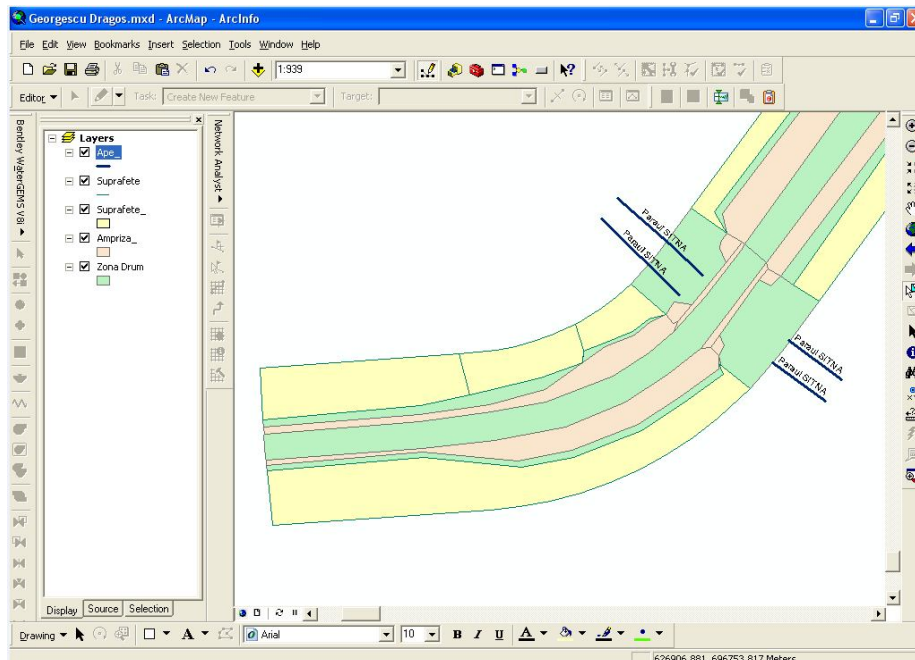 Georgescu Dragos.mxd - ArcMap - ArcInfo
File Edit View Bookmarks Insert Selection Tools Window Help
1:939
Editor Task: Create New Feature Target:
Bentley WaterGEMS V8i
Layers
Ape_
Suprafete
Suprafete_
Ampriza_
Zona Drum
Network Analyst
Paraul SITNA
Paraul SITNA
Paraul SITNA
Paraul SITNA
Display Source Selection
Drawing A Arial 10 B I U A
626906.881 696753.817 Meters